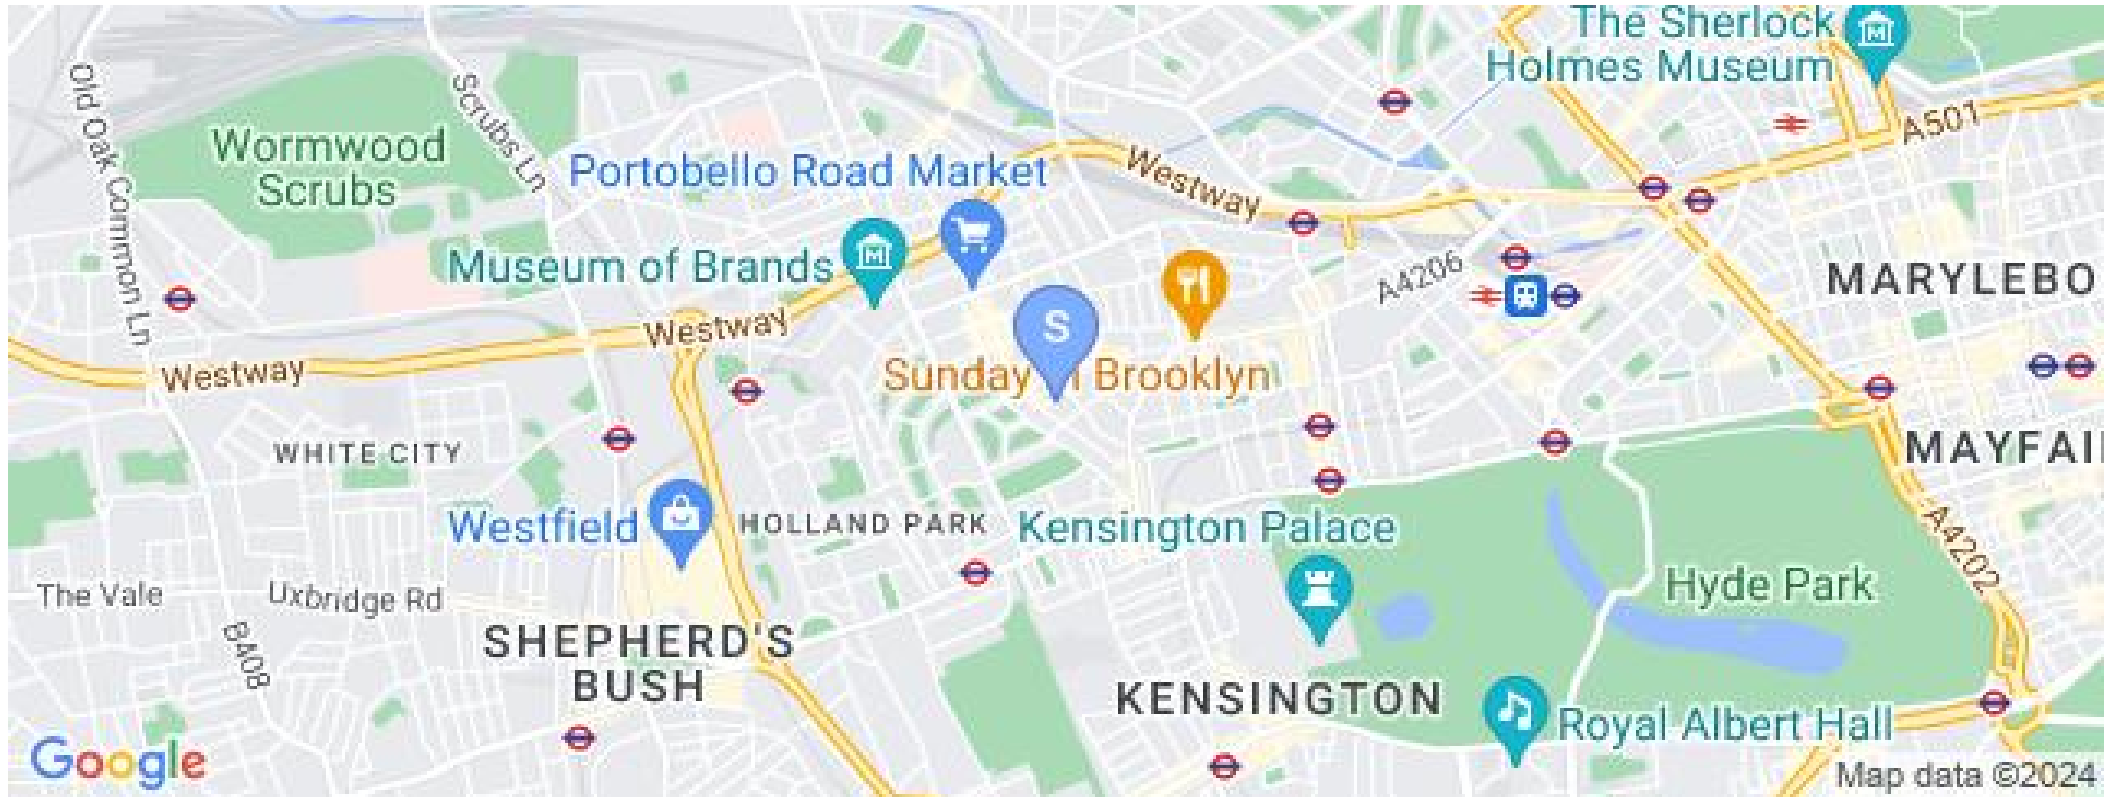 The Sherlock
Holmes Museum
Old Oak Common Ln
Scrubs Ln
A501
Wormwood
Scrubs
Portobello Road Market
Westway
Museum of Brands
A4206
MARYLEBO
Westway
Westway
S
Sunday
Brooklyn
WHITE CITY
MAYFAI
Westfield
HOLLAND PARK
Kensington Palace
A4202
The Vale
Uxbridge Rd
Hyde Park
B408
SHEPHERD'S
BUSH
KENSINGTON
Royal Albert Hall
Google
Map data ©2024